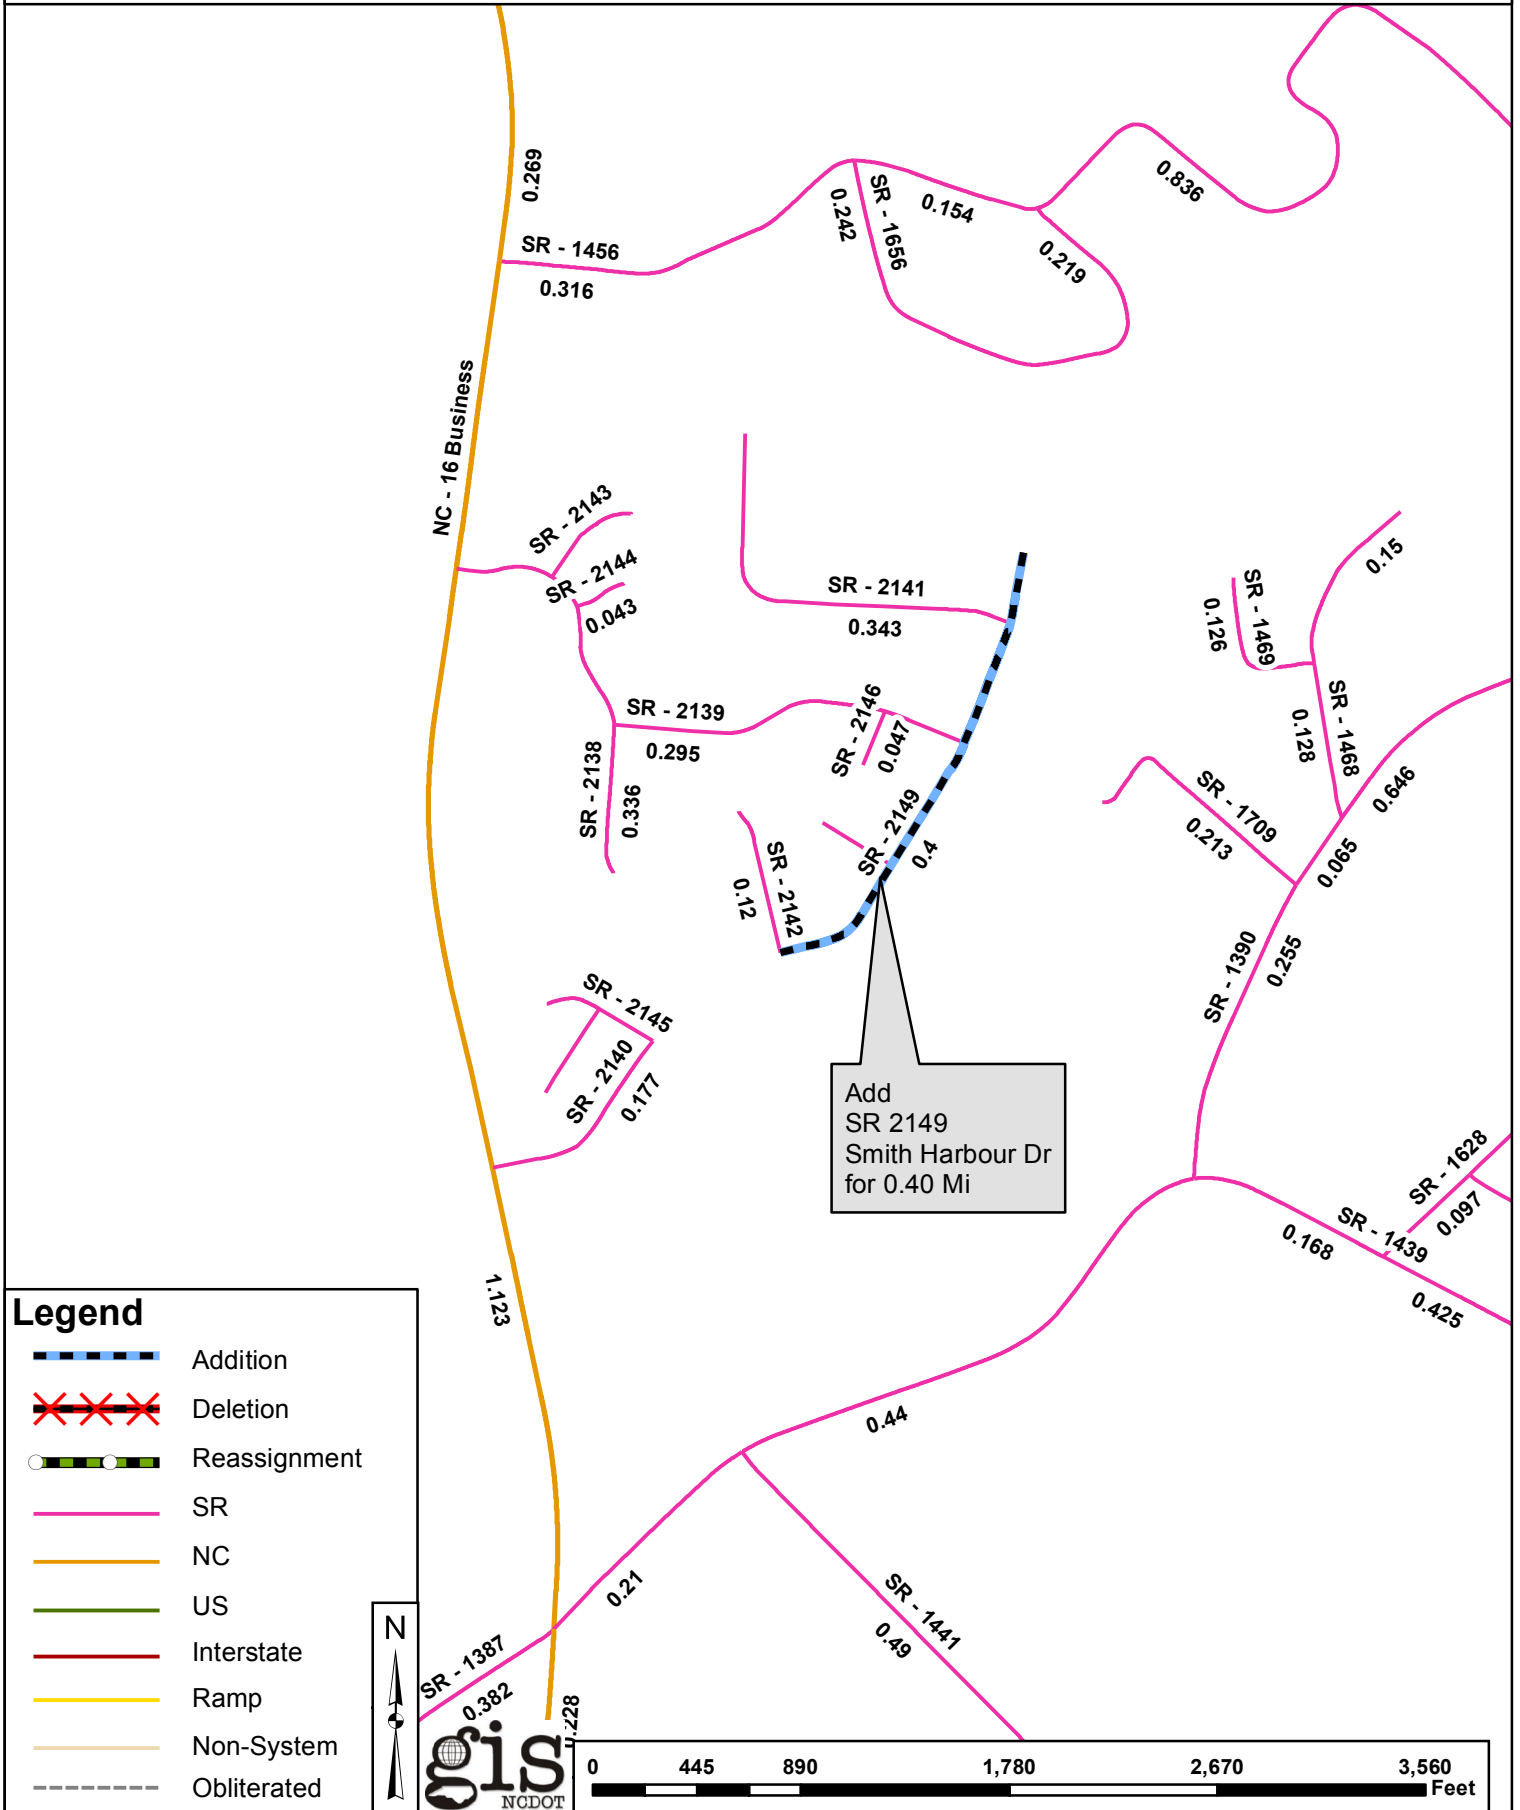 0.269
SR - 1456
0.316
0.242
SR - 1656
0.154
0.836
0.219
NC - 16 Business
SR - 2143
SR - 2144
0.043
SR - 2141
0.343
0.15
SR - 1469
0.126
SR - 1468
0.128
SR - 2139
0.295
SR - 2146
0.047
SR - 2138
0.336
SR - 2149
0.4
SR - 2142
0.12
SR - 1709
0.213
0.646
0.065
SR - 1390
0.255
SR - 2145
SR - 2140
0.177
Add
SR 2149
Smith Harbour Dr
for 0.40 Mi
SR - 1628
0.097
SR - 1439
0.168
0.425
1.123
0.44
0.21
SR - 1441
0.49
SR - 1387
0.382
0.228
Legend
Addition
Deletion
Reassignment
SR
NC
US
Interstate
Ramp
Non-System
Obliterated
N
gis
NCDOT
0 445 890 1,780 2,670 3,560
Feet